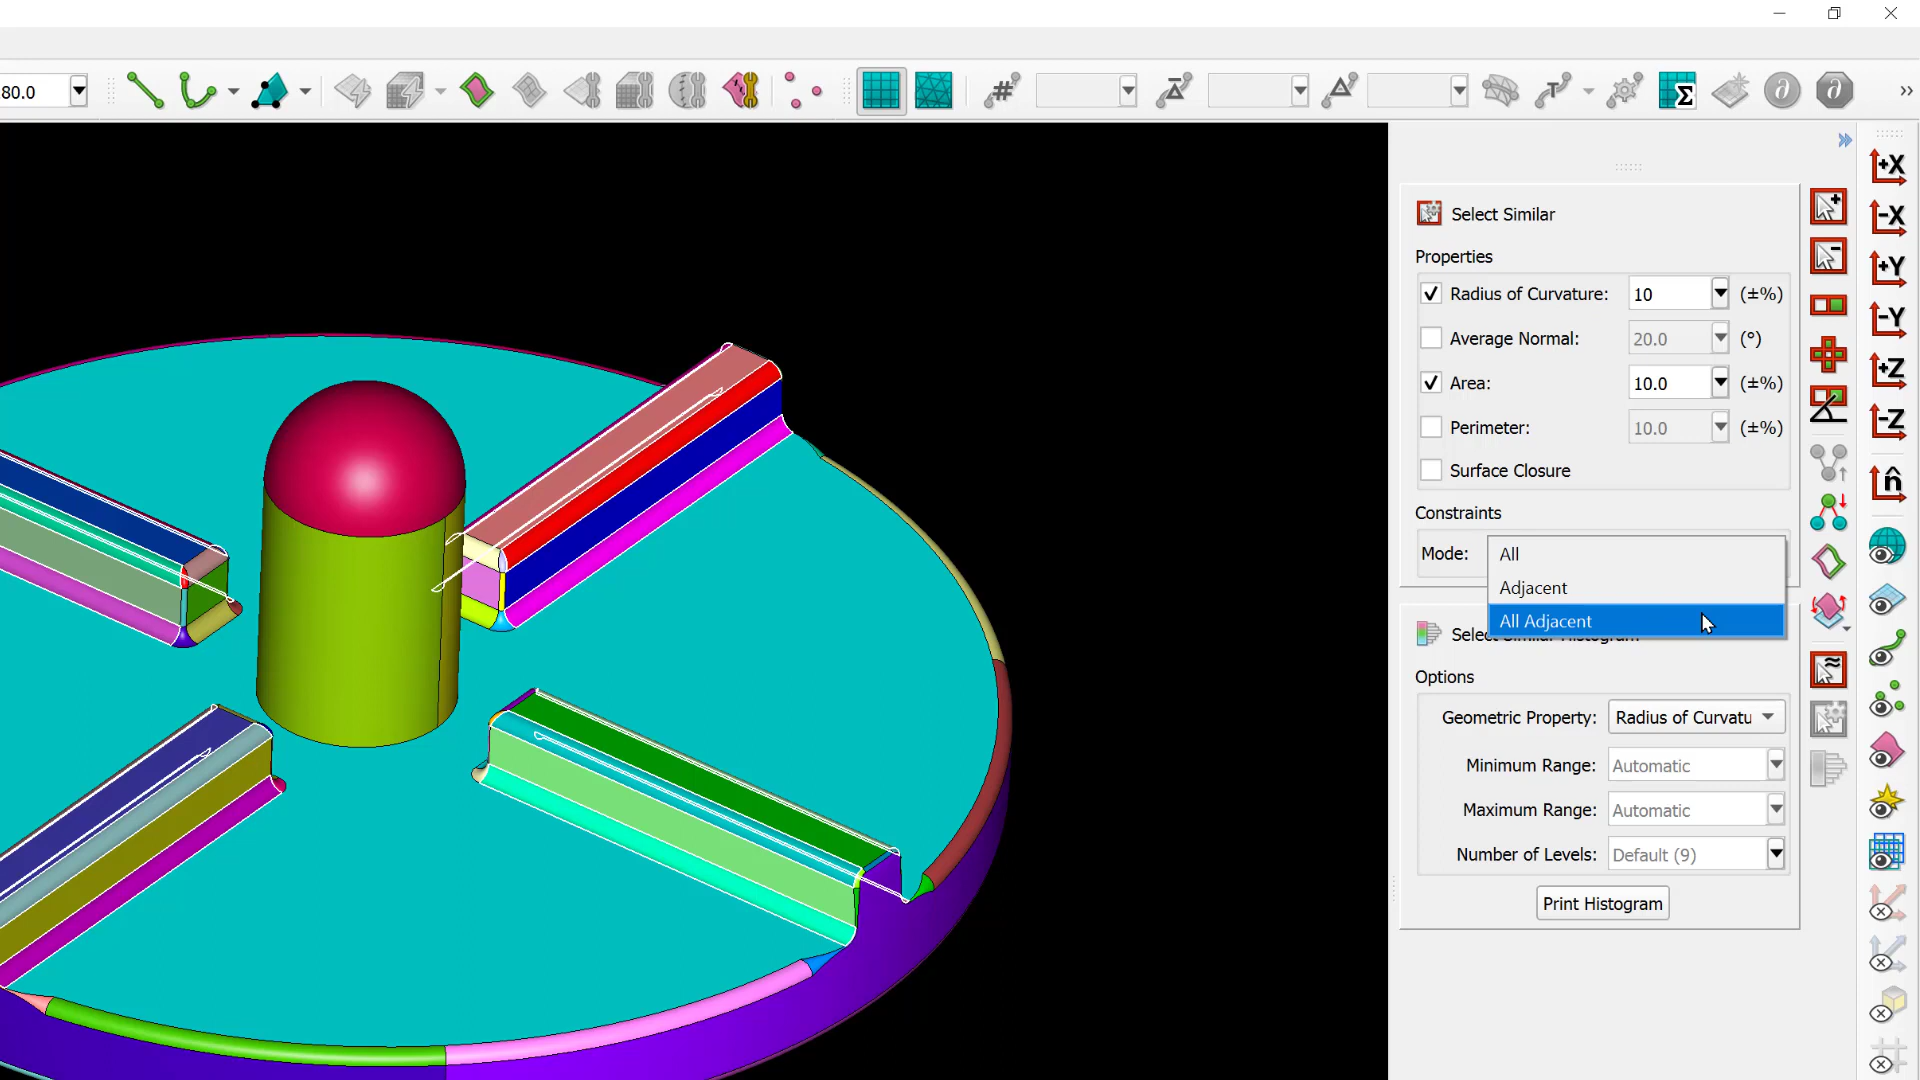 80.0
#
Σ
∂
∂
»
»
Select Similar
Properties
Radius of Curvature: 10 (±%)
Average Normal: 20.0 (°)
Area: 10.0 (±%)
Perimeter: 10.0 (±%)
Surface Closure
Constraints
Mode:
All
Adjacent
All Adjacent
Options
Geometric Property: Radius of Curvatu
Minimum Range: Automatic
Maximum Range: Automatic
Number of Levels: Default (9)
Print Histogram
+X
-X
+Y
-Y
+Z
-Z
n̂